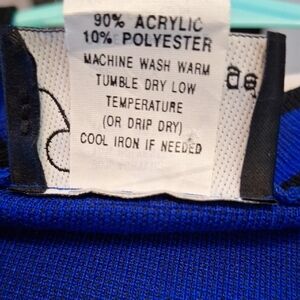 90% ACRYLIC
10% POLYESTER
MACHINE WASH WARM
TUMBLE DRY LOW
TEMPERATURE
(OR DRIP DRY)
COOL IRON IF NEEDED